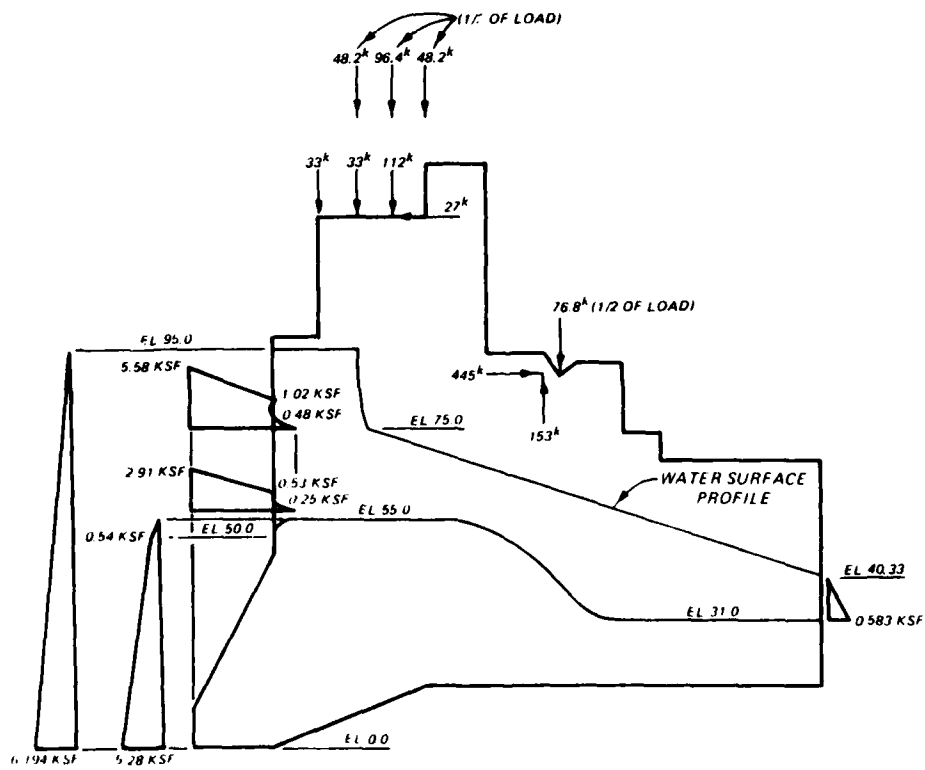 (1/2 OF LOAD)
48.2k 96.4k 48.2k
33k 33k 112k
27k
76.8k (1/2 OF LOAD)
EL 95.0
5.58 KSF
1.02 KSF
445k
0.48 KSF
EL 75.0
153k
2.91 KSF
0.53 KSF
WATER SURFACE
PROFILE
0.25 KSF
EL 55.0
0.54 KSF
EL 50.0
EL 40.33
EL 31.0
0.583 KSF
EL 0.0
6.194 KSF
5.28 KSF